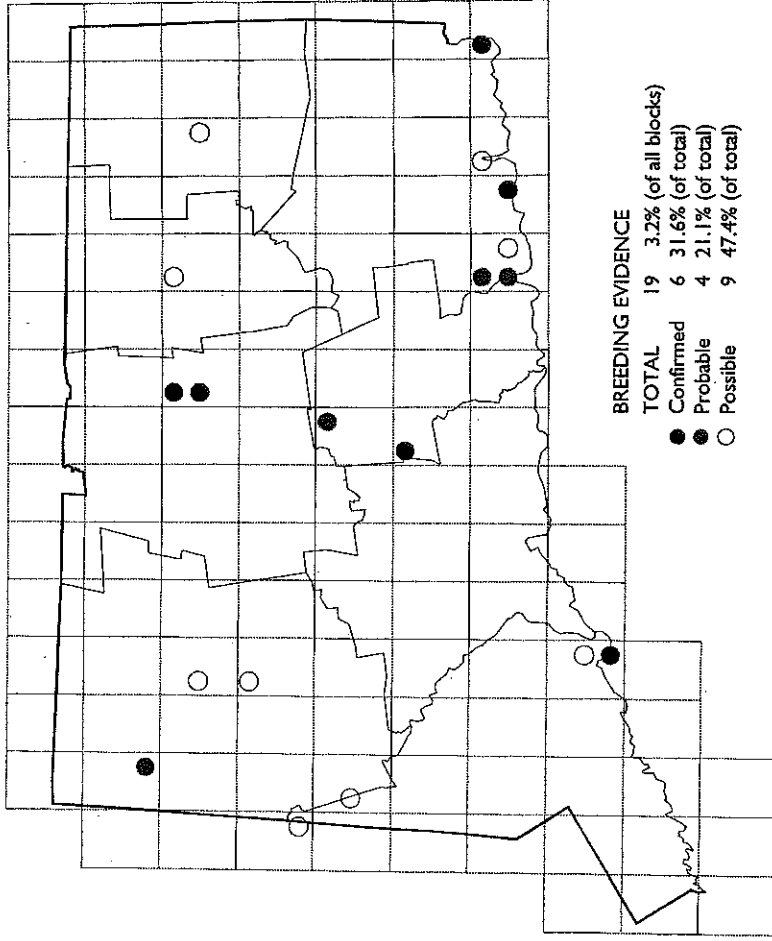 BREEDING EVIDENCE
TOTAL 19 3.2% (of all blocks)
● Confirmed 6 31.6% (of total)
● Probable 4 21.1% (of total)
○ Possible 9 47.4% (of total)